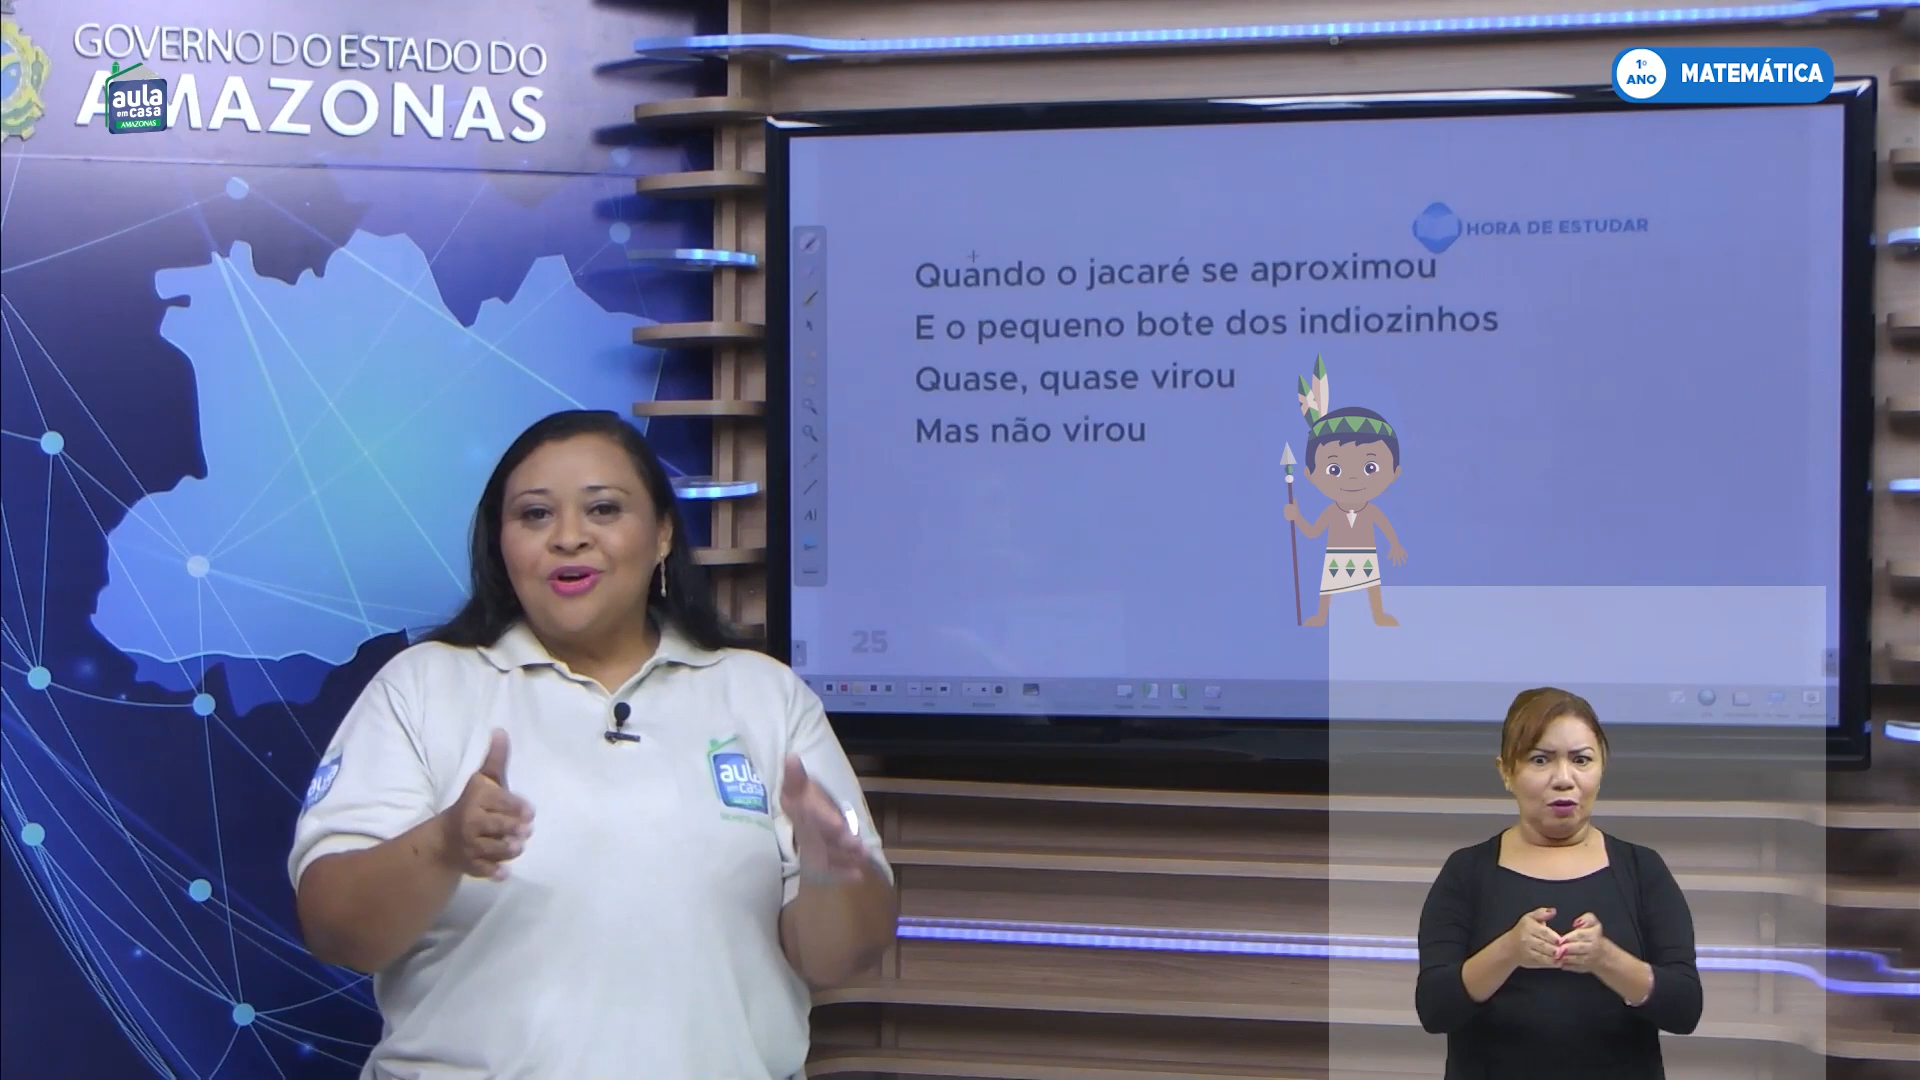 GOVERNO DO ESTADO DO
AMAZONAS
aula
em casa
AMAZONAS
1º
ANO
MATEMÁTICA
HORA DE ESTUDAR
Quando o jacaré se aproximou
E o pequeno bote dos indiozinhos
Quase, quase virou
Mas não virou
25
aula
em casa